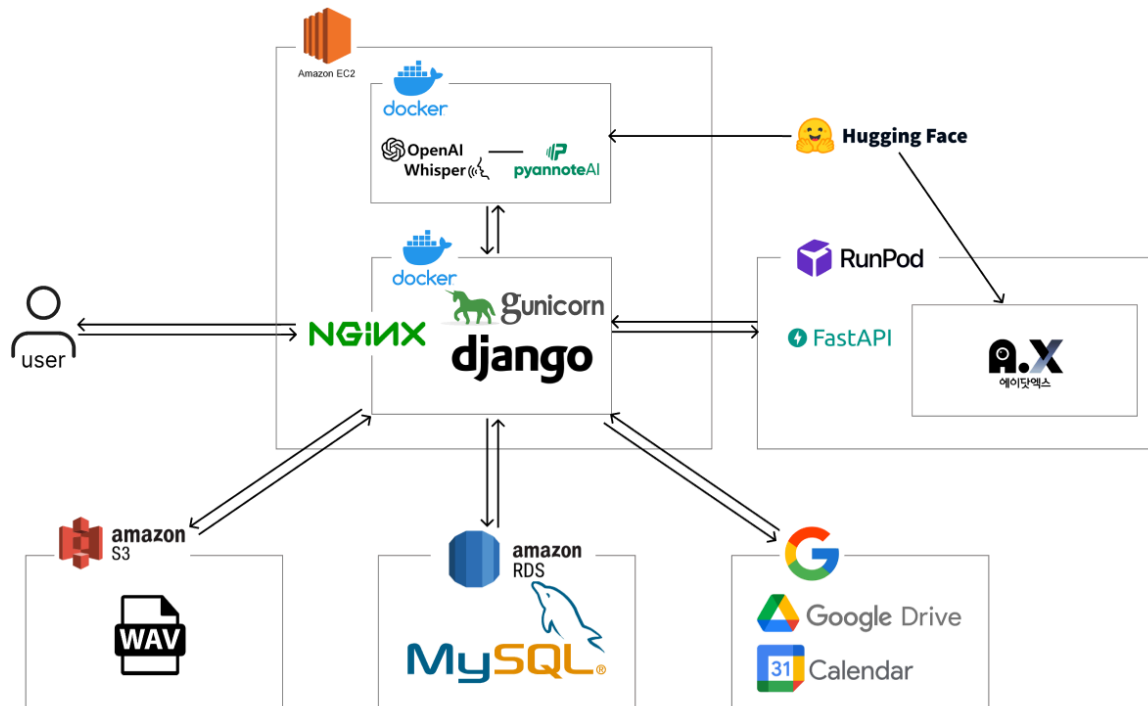 Amazon EC2
docker
OpenAI
Whisper
pyannoteAI
Hugging Face
docker
gunicorn
django
NGINX
user
RunPod
FastAPI
A.X
에이닷엑스
amazon
S3
WAV
amazon
RDS
MySQL®
G
Google Drive
31
Calendar